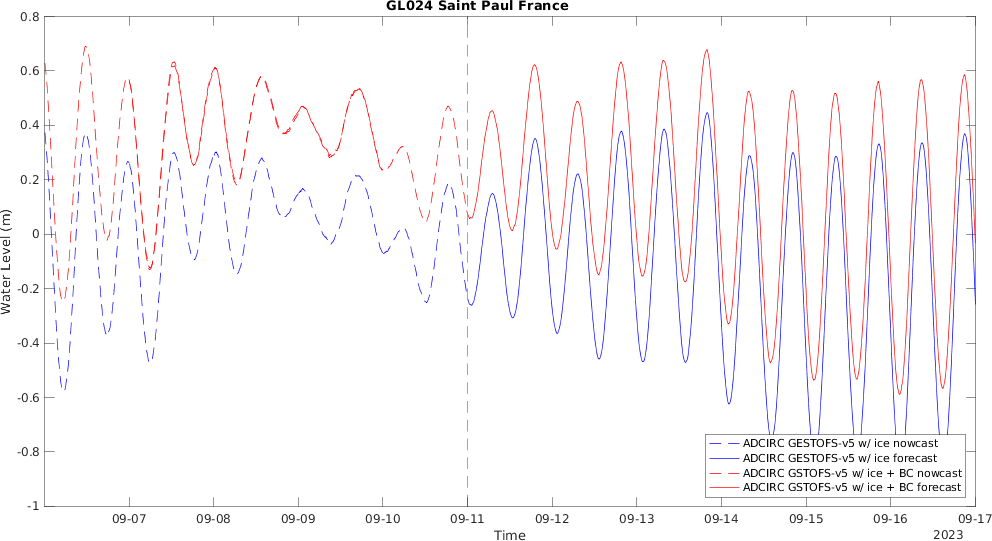 GL024 Saint Paul France
0.8
0.6
0.4
0.2
0
-0.2
-0.4
-0.6
-0.8
-1
Water Level (m)
ADCIRC GESTOFS-v5 w/ ice nowcast
ADCIRC GESTOFS-v5 w/ ice forecast
ADCIRC GSTOFS-v5 w/ ice + BC nowcast
ADCIRC GSTOFS-v5 w/ ice + BC forecast
09-07 09-08 09-09 09-10 09-11 09-12 09-13 09-14 09-15 09-16 09-17
Time
2023